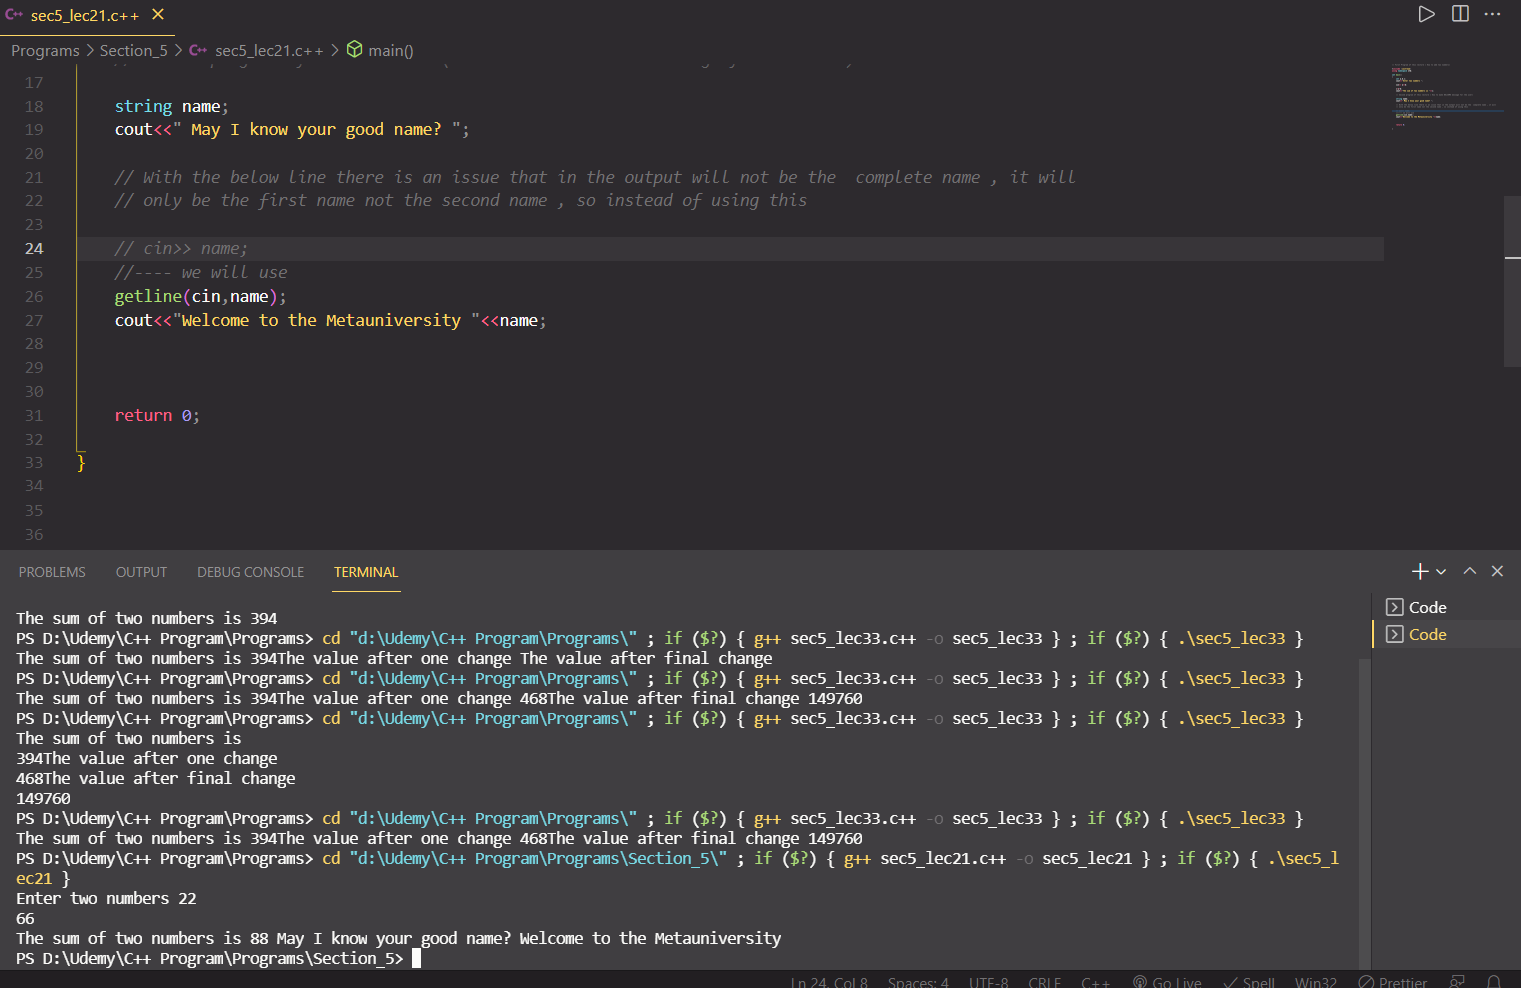 C++ sec5_lec21.c++ ×
Programs > Section_5 > C++ sec5_lec21.c++ > main()
17
18 string name;
19 cout<<" May I know your good name? ";
20
21 // With the below line there is an issue that in the output will not be the  complete name , it will
22 // only be the first name not the second name , so instead of using this
23
24 // cin>> name;
25 //---- we will use
26 getline(cin,name);
27 cout<<"Welcome to the Metauniversity "<<name;
28
29
30
31 return 0;
32
33 }
34
35
36
PROBLEMS OUTPUT DEBUG CONSOLE TERMINAL
The sum of two numbers is 394
PS D:\Udemy\C++ Program\Programs> cd "d:\Udemy\C++ Program\Programs\" ; if ($?) { g++ sec5_lec33.c++ -o sec5_lec33 } ; if ($?) { .\sec5_lec33 }
The sum of two numbers is 394The value after one change The value after final change
PS D:\Udemy\C++ Program\Programs> cd "d:\Udemy\C++ Program\Programs\" ; if ($?) { g++ sec5_lec33.c++ -o sec5_lec33 } ; if ($?) { .\sec5_lec33 }
The sum of two numbers is 394The value after one change 468The value after final change 149760
PS D:\Udemy\C++ Program\Programs> cd "d:\Udemy\C++ Program\Programs\" ; if ($?) { g++ sec5_lec33.c++ -o sec5_lec33 } ; if ($?) { .\sec5_lec33 }
The sum of two numbers is
394The value after one change
468The value after final change
149760
PS D:\Udemy\C++ Program\Programs> cd "d:\Udemy\C++ Program\Programs\" ; if ($?) { g++ sec5_lec33.c++ -o sec5_lec33 } ; if ($?) { .\sec5_lec33 }
The sum of two numbers is 394The value after one change 468The value after final change 149760
PS D:\Udemy\C++ Program\Programs> cd "d:\Udemy\C++ Program\Programs\Section_5\" ; if ($?) { g++ sec5_lec21.c++ -o sec5_lec21 } ; if ($?) { .\sec5_l
ec21 }
Enter two numbers 22
66
The sum of two numbers is 88 May I know your good name? Welcome to the Metauniversity
PS D:\Udemy\C++ Program\Programs\Section_5>
Code
Code
Ln 24, Col 8 Spaces: 4 UTF-8 CRLF C++ Go Live Spell Win32 Prettier